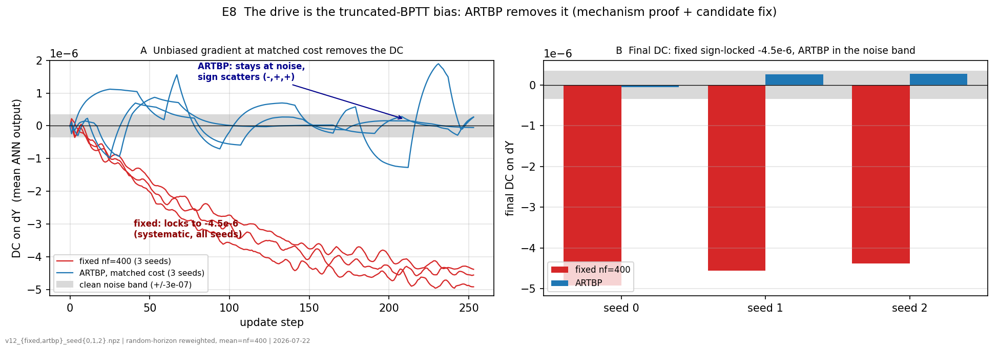 E8  The drive is the truncated-BPTT bias: ARTBP removes it (mechanism proof + candidate fix)
A  Unbiased gradient at matched cost removes the DC
1e−6
DC on dY  (mean ANN output)
2
1
0
−1
−2
−3
−4
−5
ARTBP: stays at noise,
sign scatters (-,+,+)
fixed: locks to -4.5e-6
(systematic, all seeds)
fixed nf=400 (3 seeds)
ARTBP, matched cost (3 seeds)
clean noise band (+/-3e-07)
0 50 100 150 200 250
update step
B  Final DC: fixed sign-locked -4.5e-6, ARTBP in the noise band
1e−6
final DC on dY
0
−1
−2
−3
−4
−5
fixed nf=400
ARTBP
seed 0 seed 1 seed 2
v12_{fixed,artbp}_seed{0,1,2}.npz | random-horizon reweighted, mean=nf=400 | 2026-07-22